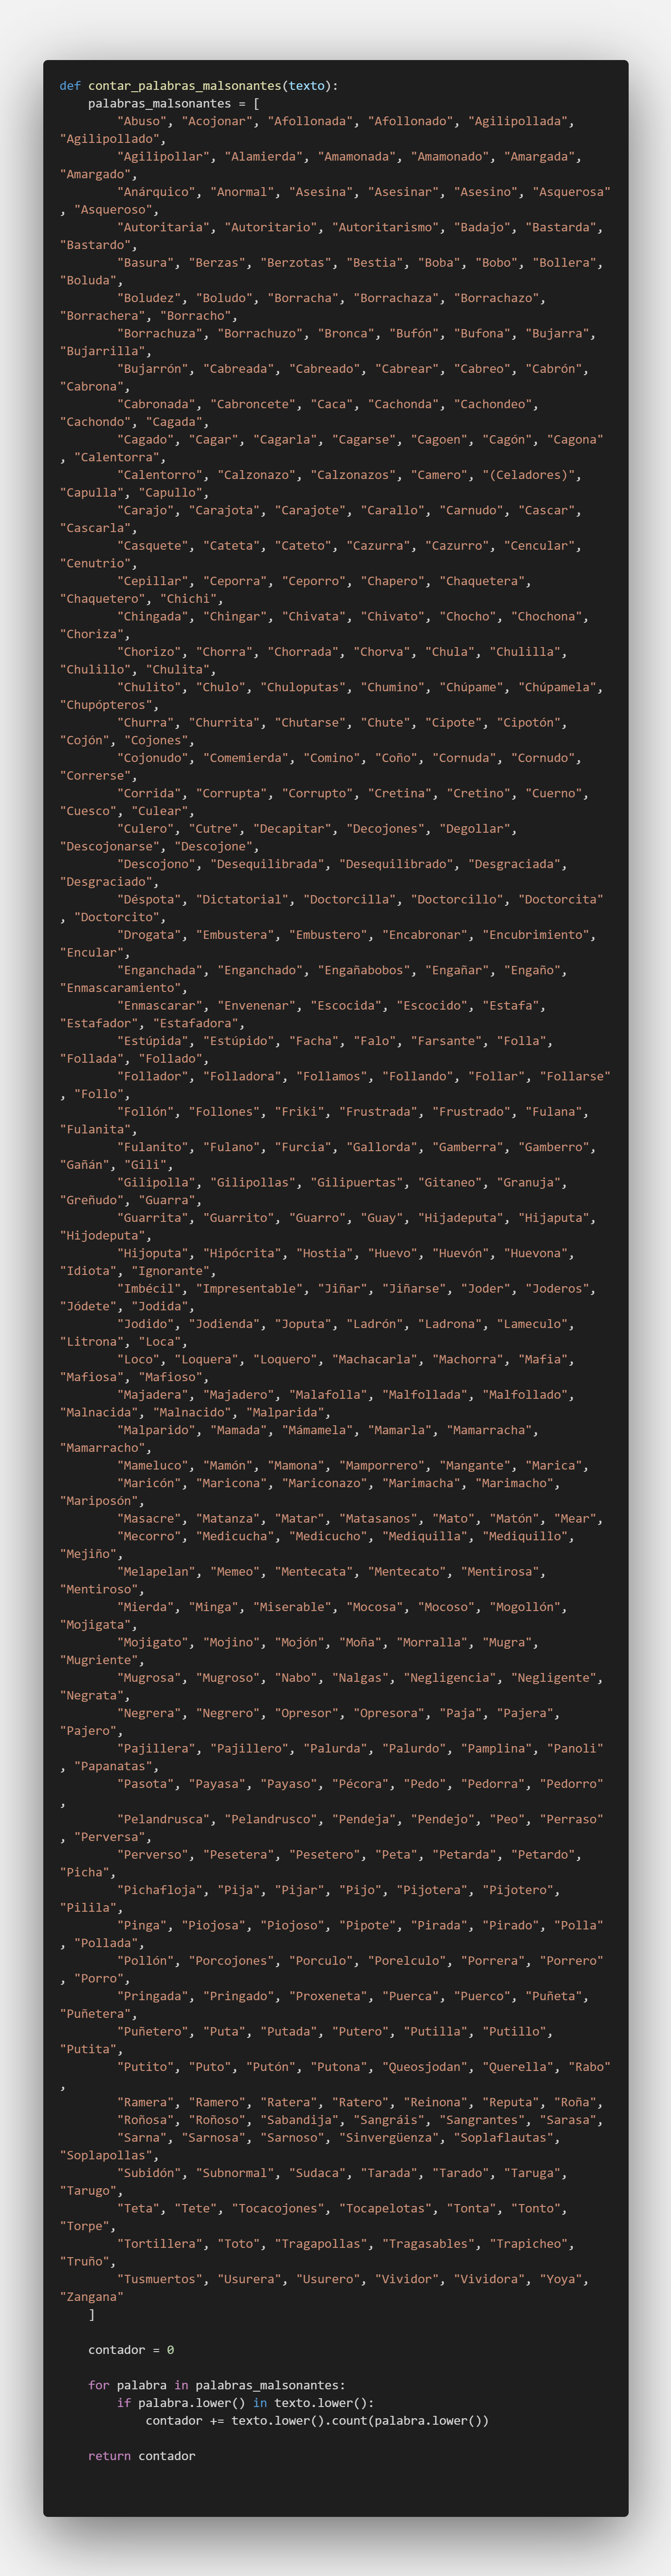 def contar_palabras_malsonantes(texto):
    palabras_malsonantes = [
        "Abuso", "Acojonar", "Afollonada", "Afollonado", "Agilipollada",
"Agilipollado",
        "Agilipollar", "Alamierda", "Amamonada", "Amamonado", "Amargada",
"Amargado",
        "Anárquico", "Anormal", "Asesina", "Asesinar", "Asesino", "Asquerosa"
, "Asqueroso",
        "Autoritaria", "Autoritario", "Autoritarismo", "Badajo", "Bastarda",
"Bastardo",
        "Basura", "Berzas", "Berzotas", "Bestia", "Boba", "Bobo", "Bollera",
"Boluda",
        "Boludez", "Boludo", "Borracha", "Borrachaza", "Borrachazo",
"Borrachera", "Borracho",
        "Borrachuza", "Borrachuzo", "Bronca", "Bufón", "Bufona", "Bujarra",
"Bujarrilla",
        "Bujarrón", "Cabreada", "Cabreado", "Cabrear", "Cabreo", "Cabrón",
"Cabrona",
        "Cabronada", "Cabroncete", "Caca", "Cachonda", "Cachondeo",
"Cachondo", "Cagada",
        "Cagado", "Cagar", "Cagarla", "Cagarse", "Cagoen", "Cagón", "Cagona"
, "Calentorra",
        "Calentorro", "Calzonazo", "Calzonazos", "Camero", "(Celadores)",
"Capulla", "Capullo",
        "Carajo", "Carajota", "Carajote", "Carallo", "Carnudo", "Cascar",
"Cascarla",
        "Casquete", "Cateta", "Cateto", "Cazurra", "Cazurro", "Cencular",
"Cenutrio",
        "Cepillar", "Ceporra", "Ceporro", "Chapero", "Chaquetera",
"Chaquetero", "Chichi",
        "Chingada", "Chingar", "Chivata", "Chivato", "Chocho", "Chochona",
"Choriza",
        "Chorizo", "Chorra", "Chorrada", "Chorva", "Chula", "Chulilla",
"Chulillo", "Chulita",
        "Chulito", "Chulo", "Chuloputas", "Chumino", "Chúpame", "Chúpamela",
"Chupópteros",
        "Churra", "Churrita", "Chutarse", "Chute", "Cipote", "Cipotón",
"Cojón", "Cojones",
        "Cojonudo", "Comemierda", "Comino", "Coño", "Cornuda", "Cornudo",
"Correrse",
        "Corrida", "Corrupta", "Corrupto", "Cretina", "Cretino", "Cuerno",
"Cuesco", "Culear",
        "Culero", "Cutre", "Decapitar", "Decojones", "Degollar",
"Descojonarse", "Descojone",
        "Descojono", "Desequilibrada", "Desequilibrado", "Desgraciada",
"Desgraciado",
        "Déspota", "Dictatorial", "Doctorcilla", "Doctorcillo", "Doctorcita"
, "Doctorcito",
        "Drogata", "Embustera", "Embustero", "Encabronar", "Encubrimiento",
"Encular",
        "Enganchada", "Enganchado", "Engañabobos", "Engañar", "Engaño",
"Enmascaramiento",
        "Enmascarar", "Envenenar", "Escocida", "Escocido", "Estafa",
"Estafador", "Estafadora",
        "Estúpida", "Estúpido", "Facha", "Falo", "Farsante", "Folla",
"Follada", "Follado",
        "Follador", "Folladora", "Follamos", "Follando", "Follar", "Follarse"
, "Follo",
        "Follón", "Follones", "Friki", "Frustrada", "Frustrado", "Fulana",
"Fulanita",
        "Fulanito", "Fulano", "Furcia", "Gallorda", "Gamberra", "Gamberro",
"Gañán", "Gili",
        "Gilipolla", "Gilipollas", "Gilipuertas", "Gitaneo", "Granuja",
"Greñudo", "Guarra",
        "Guarrita", "Guarrito", "Guarro", "Guay", "Hijadeputa", "Hijaputa",
"Hijodeputa",
        "Hijoputa", "Hipócrita", "Hostia", "Huevo", "Huevón", "Huevona",
"Idiota", "Ignorante",
        "Imbécil", "Impresentable", "Jiñar", "Jiñarse", "Joder", "Joderos",
"Jódete", "Jodida",
        "Jodido", "Jodienda", "Joputa", "Ladrón", "Ladrona", "Lameculo",
"Litrona", "Loca",
        "Loco", "Loquera", "Loquero", "Machacarla", "Machorra", "Mafia",
"Mafiosa", "Mafioso",
        "Majadera", "Majadero", "Malafolla", "Malfollada", "Malfollado",
"Malnacida", "Malnacido", "Malparida",
        "Malparido", "Mamada", "Mámamela", "Mamarla", "Mamarracha",
"Mamarracho",
        "Mameluco", "Mamón", "Mamona", "Mamporrero", "Mangante", "Marica",
        "Maricón", "Maricona", "Mariconazo", "Marimacha", "Marimacho",
"Mariposón",
        "Masacre", "Matanza", "Matar", "Matasanos", "Mato", "Matón", "Mear",
        "Mecorro", "Medicucha", "Medicucho", "Mediquilla", "Mediquillo",
"Mejiño",
        "Melapelan", "Memeo", "Mentecata", "Mentecato", "Mentirosa",
"Mentiroso",
        "Mierda", "Minga", "Miserable", "Mocosa", "Mocoso", "Mogollón",
"Mojigata",
        "Mojigato", "Mojino", "Mojón", "Moña", "Morralla", "Mugra",
"Mugriente",
        "Mugrosa", "Mugroso", "Nabo", "Nalgas", "Negligencia", "Negligente",
"Negrata",
        "Negrera", "Negrero", "Opresor", "Opresora", "Paja", "Pajera",
"Pajero",
        "Pajillera", "Pajillero", "Palurda", "Palurdo", "Pamplina", "Panoli"
, "Papanatas",
        "Pasota", "Payasa", "Payaso", "Pécora", "Pedo", "Pedorra", "Pedorro"
,
        "Pelandrusca", "Pelandrusco", "Pendeja", "Pendejo", "Peo", "Perraso"
, "Perversa",
        "Perverso", "Pesetera", "Pesetero", "Peta", "Petarda", "Petardo",
"Picha",
        "Pichafloja", "Pija", "Pijar", "Pijo", "Pijotera", "Pijotero",
"Pilila",
        "Pinga", "Piojosa", "Piojoso", "Pipote", "Pirada", "Pirado", "Polla"
, "Pollada",
        "Pollón", "Porcojones", "Porculo", "Porelculo", "Porrera", "Porrero"
, "Porro",
        "Pringada", "Pringado", "Proxeneta", "Puerca", "Puerco", "Puñeta",
"Puñetera",
        "Puñetero", "Puta", "Putada", "Putero", "Putilla", "Putillo",
"Putita",
        "Putito", "Puto", "Putón", "Putona", "Queosjodan", "Querella", "Rabo"
,
        "Ramera", "Ramero", "Ratera", "Ratero", "Reinona", "Reputa", "Roña",
        "Roñosa", "Roñoso", "Sabandija", "Sangráis", "Sangrantes", "Sarasa",
        "Sarna", "Sarnosa", "Sarnoso", "Sinvergüenza", "Soplaflautas",
"Soplapollas",
        "Subidón", "Subnormal", "Sudaca", "Tarada", "Tarado", "Taruga",
"Tarugo",
        "Teta", "Tete", "Tocacojones", "Tocapelotas", "Tonta", "Tonto",
"Torpe",
        "Tortillera", "Toto", "Tragapollas", "Tragasables", "Trapicheo",
"Truño",
        "Tusmuertos", "Usurera", "Usurero", "Vividor", "Vividora", "Yoya",
"Zangana"
    ]

    contador = 0

    for palabra in palabras_malsonantes:
        if palabra.lower() in texto.lower():
            contador += texto.lower().count(palabra.lower())

    return contador